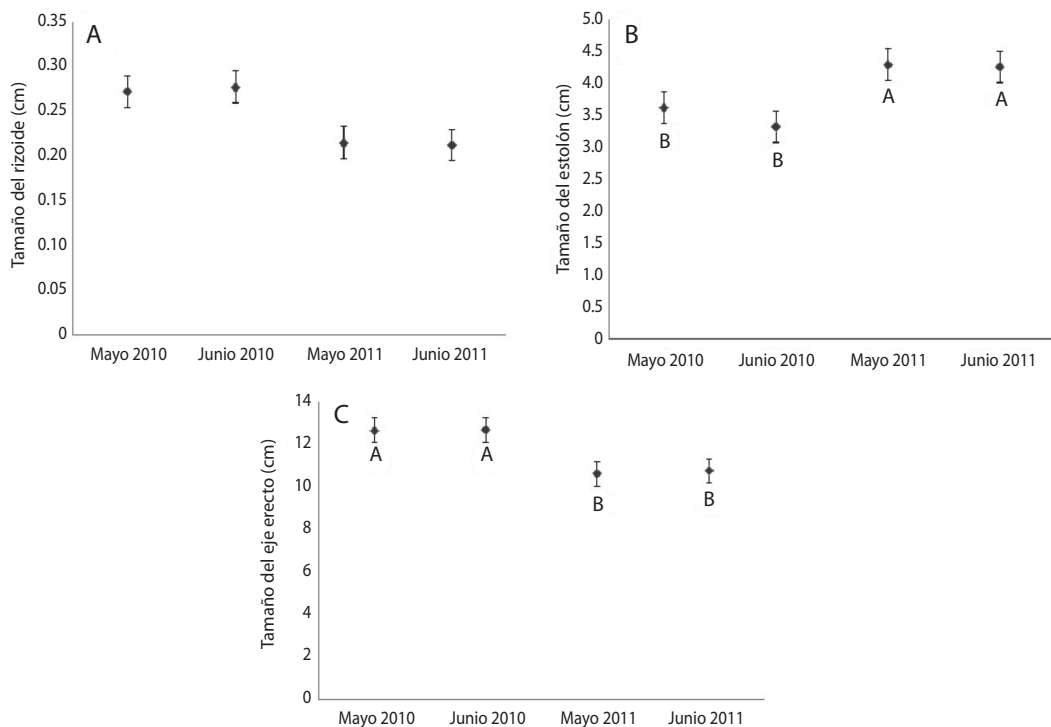 A
Tamaño del rizoide (cm)
0.35
0.30
0.25
0.20
0.15
0.10
0.05
0
Mayo 2010 Junio 2010 Mayo 2011 Junio 2011
B
Tamaño del estolón (cm)
5.0
4.5
4.0
3.5
3.0
2.5
2.0
1.5
1.0
0.5
0
B
B
A
A
Mayo 2010 Junio 2010 Mayo 2011 Junio 2011
C
Tamaño del eje erecto (cm)
14
12
10
8
6
4
2
0
A
A
B
B
Mayo 2010 Junio 2010 Mayo 2011 Junio 2011